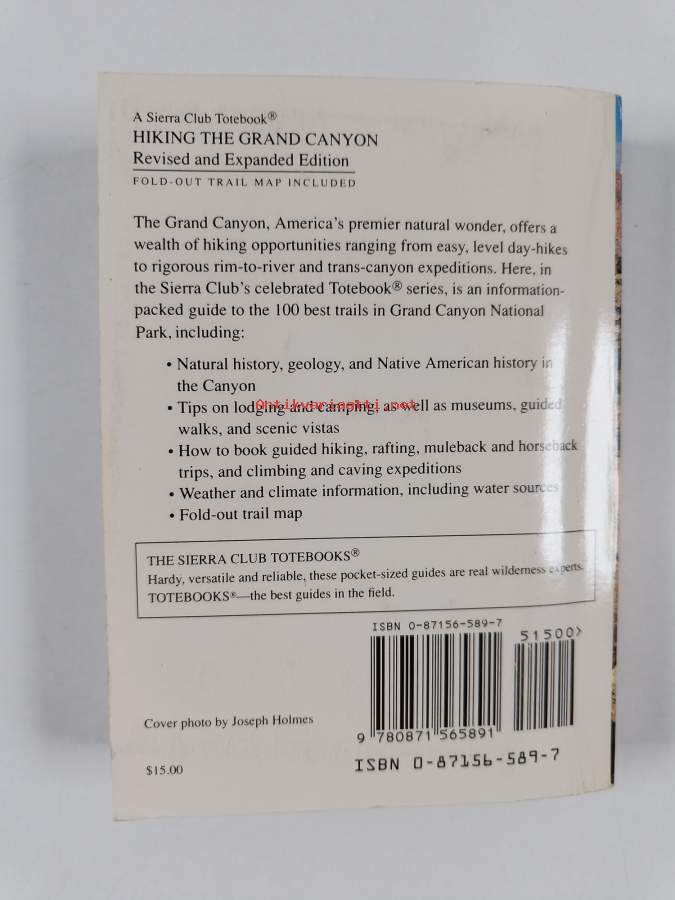 A Sierra Club Totebook®
HIKING THE GRAND CANYON
Revised and Expanded Edition
FOLD-OUT TRAIL MAP INCLUDED
The Grand Canyon, America's premier natural wonder, offers a
wealth of hiking opportunities ranging from easy, level day-hikes
to rigorous rim-to-river and trans-canyon expeditions. Here, in
the Sierra Club's celebrated Totebook® series, is an information-
packed guide to the 100 best trails in Grand Canyon National
Park, including:
• Natural history, geology, and Native American history in
the Canyon
• Tips on lodging and camping, as well as museums, guided
walks, and scenic vistas
Antikvariaatti.net
• How to book guided hiking, rafting, muleback and horseback
trips, and climbing and caving expeditions
• Weather and climate information, including water sources
• Fold-out trail map
THE SIERRA CLUB TOTEBOOKS®
Hardy, versatile and reliable, these pocket-sized guides are real wilderness experts.
TOTEBOOKS®—the best guides in the field.
ISBN 0-87156-589-7
51500>
9 780871 565891
ISBN 0-87156-589-7
Cover photo by Joseph Holmes
$15.00